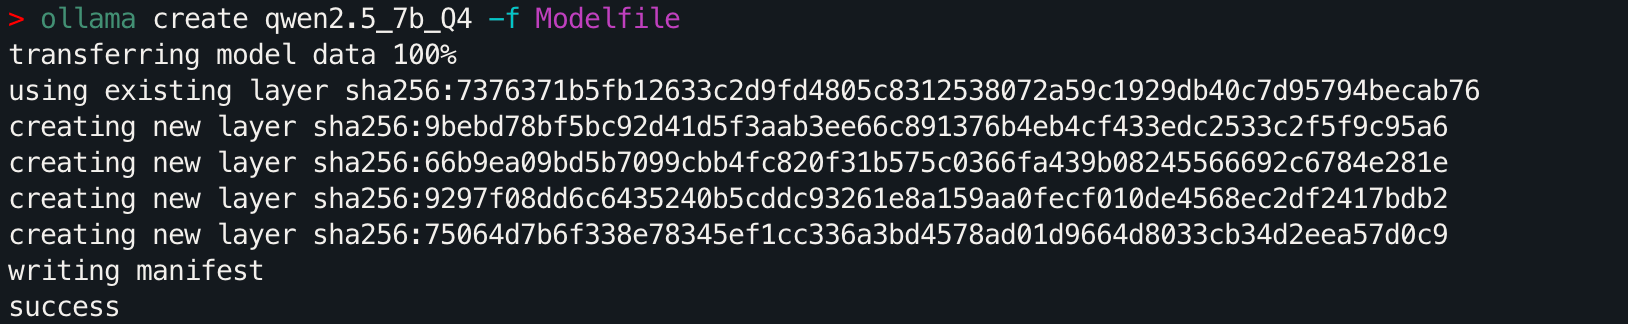 > ollama create qwen2.5_7b_Q4 -f Modelfile
transferring model data 100%
using existing layer sha256:7376371b5fb12633c2d9fd4805c8312538072a59c1929db40c7d95794becab76
creating new layer sha256:9bebd78bf5bc92d41d5f3aab3ee66c891376b4eb4cf433edc2533c2f5f9c95a6
creating new layer sha256:66b9ea09bd5b7099cbb4fc820f31b575c0366fa439b08245566692c6784e281e
creating new layer sha256:9297f08dd6c6435240b5cddc93261e8a159aa0fecf010de4568ec2df2417bdb2
creating new layer sha256:75064d7b6f338e78345ef1cc336a3bd4578ad01d9664d8033cb34d2eea57d0c9
writing manifest
success